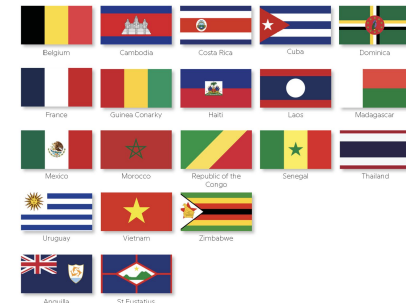 Belgium
Cambodia
Costa Rica
Cuba
Dominica
France
Guinea Conarky
Haiti
Laos
Madagascar
Mexico
Morocco
Republic of the
Congo
Senegal
Thailand
Uruguay
Vietnam
Zimbabwe
Anguilla
St Eustatius